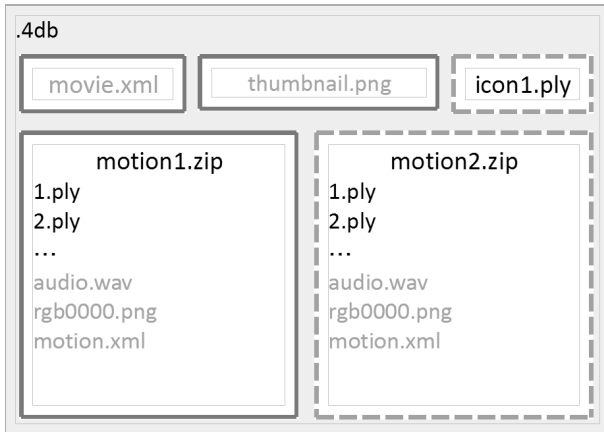 .4db
movie.xml
thumbnail.png
icon1.ply
motion1.zip
1.ply
2.ply
...
audio.wav
rgb0000.png
motion.xml
motion2.zip
1.ply
2.ply
...
audio.wav
rgb0000.png
motion.xml